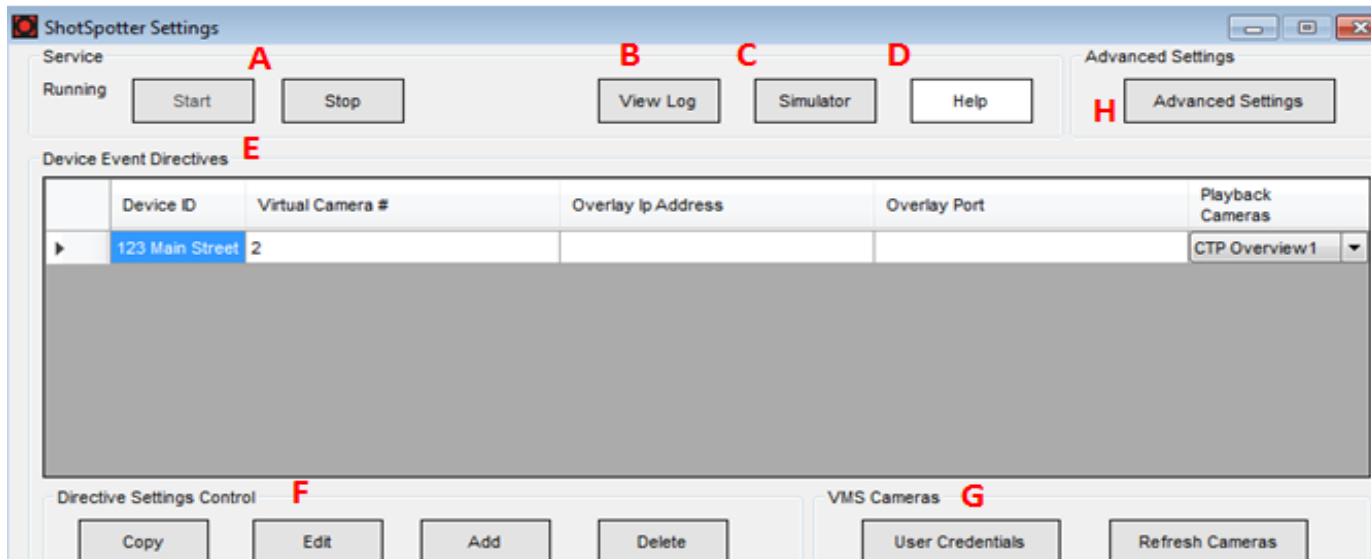 ShotSpotter Settings
Service A B C D Advanced Settings
Running Start Stop View Log Simulator Help H Advanced Settings
Device Event Directives E
Device ID Virtual Camera # Overlay Ip Address Overlay Port Playback Cameras
123 Main Street 2 CTP Overview1
Directive Settings Control F VMS Cameras G
Copy Edit Add Delete User Credentials Refresh Cameras